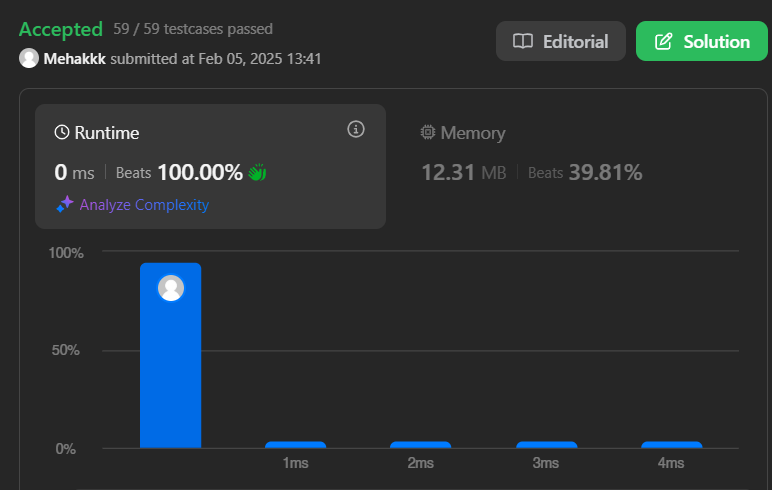 Accepted 59 / 59 testcases passed
Mehakkk submitted at Feb 05, 2025 13:41
Editorial
Solution
Runtime
0 ms Beats 100.00%
Analyze Complexity
Memory
12.31 MB Beats 39.81%
100%
50%
0%
1ms 2ms 3ms 4ms